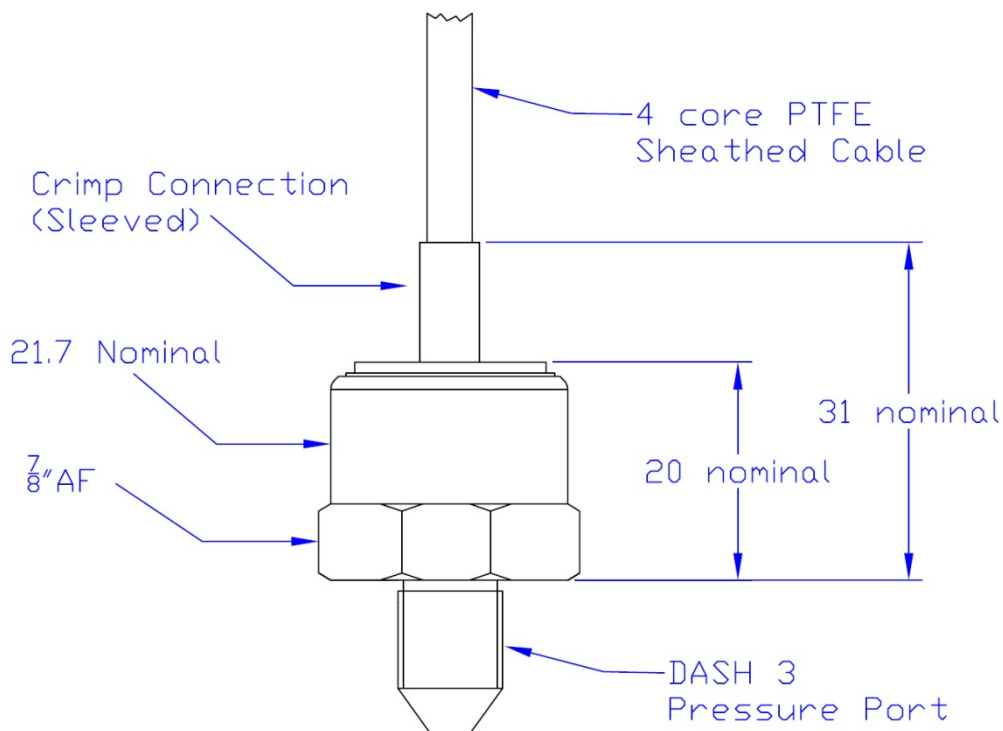 4 core PTFE
Sheathed Cable
Crimp Connection
(Sleeved)
21.7 Nominal
31 nominal
20 nominal
7/8"AF
DASH 3
Pressure Port